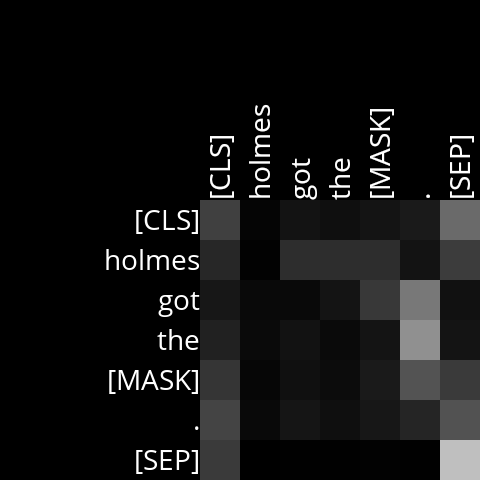 [CLS] holmes got the [MASK] . [SEP]
[CLS]
holmes
got
the
[MASK]
.
[SEP]